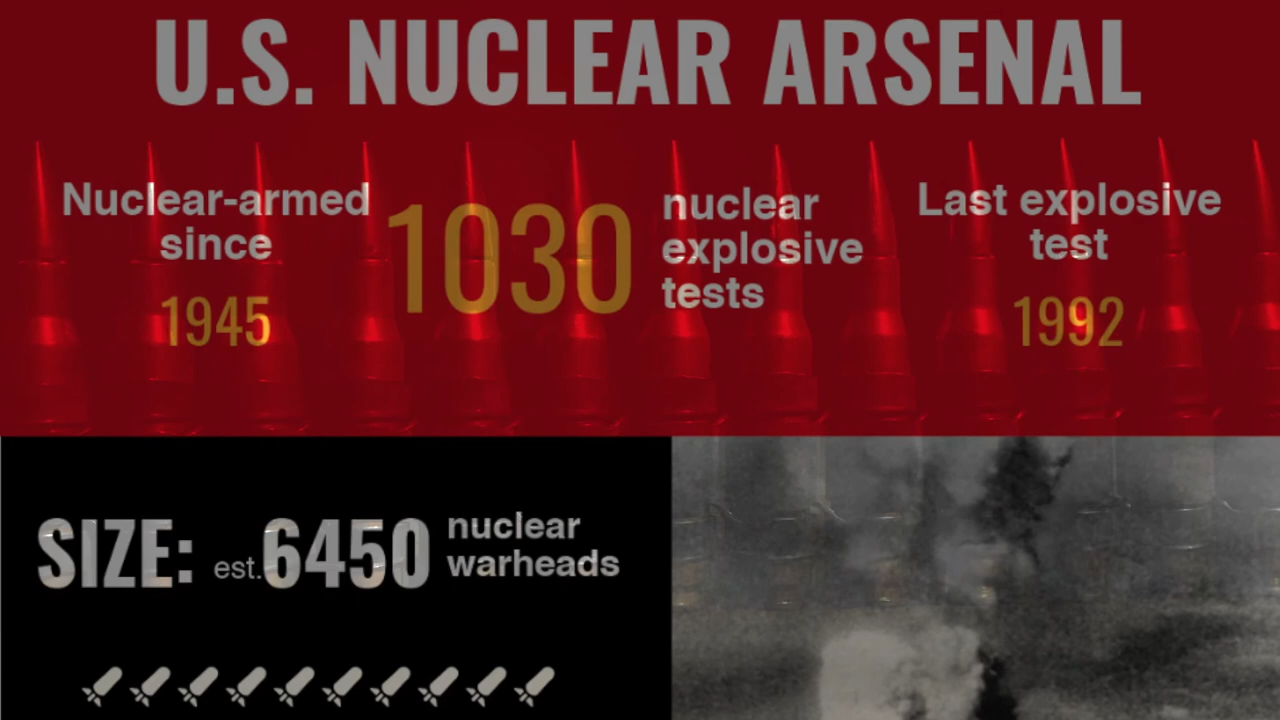 U.S. NUCLEAR ARSENAL
Nuclear-armed
since
1945
1030
nuclear
explosive
tests
Last explosive
test
1992
SIZE: est.6450 nuclear
warheads